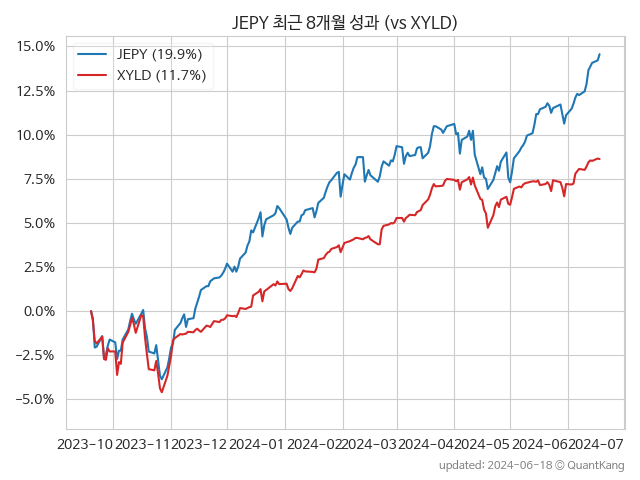 JEPY 최근 8개월 성과 (vs XYLD)
JEPY (19.9%)
XYLD (11.7%)
15.0%
12.5%
10.0%
7.5%
5.0%
2.5%
0.0%
−2.5%
−5.0%
2023-10 2023-11 2023-12 2024-01 2024-02 2024-03 2024-04 2024-05 2024-06 2024-07
updated: 2024-06-18 © QuantKang